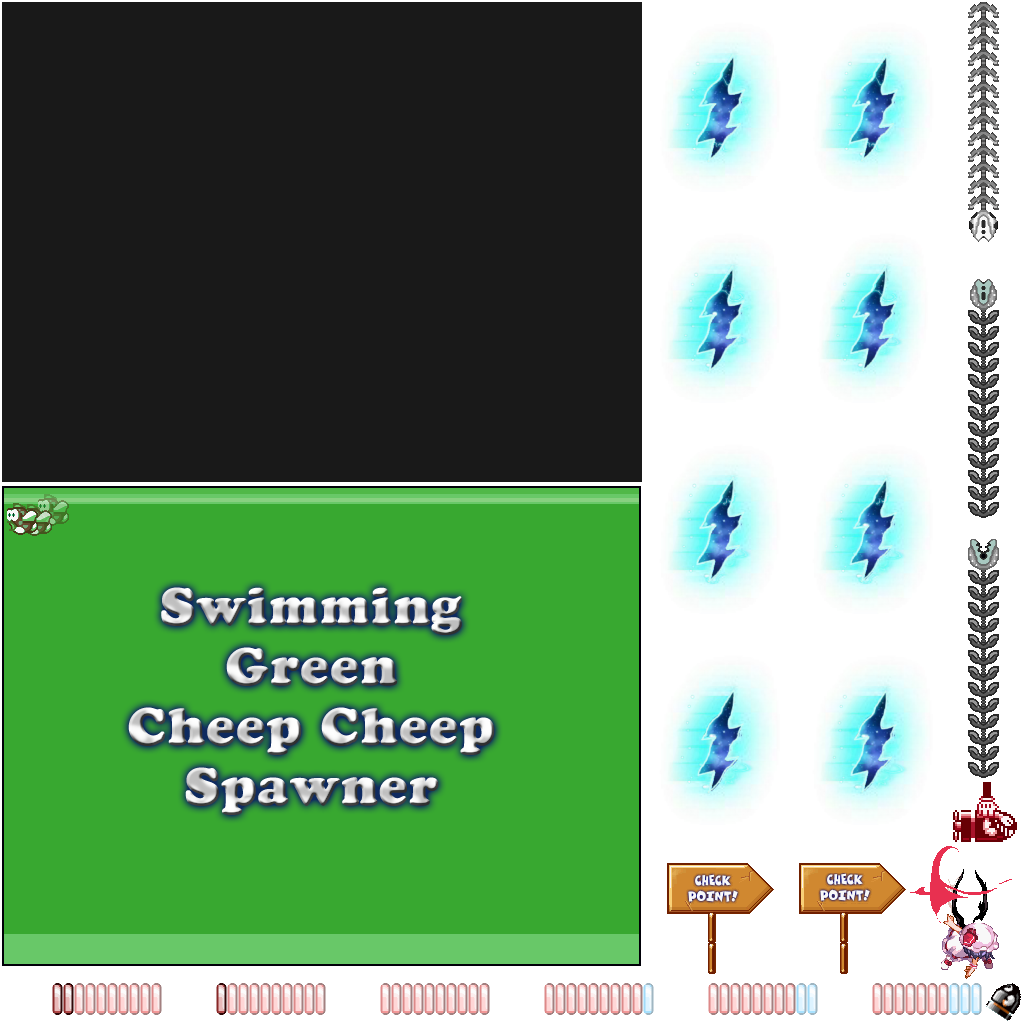 Swimming
Green
Cheep Cheep
Spawner
CHECK
POINT!
CHECK
POINT!